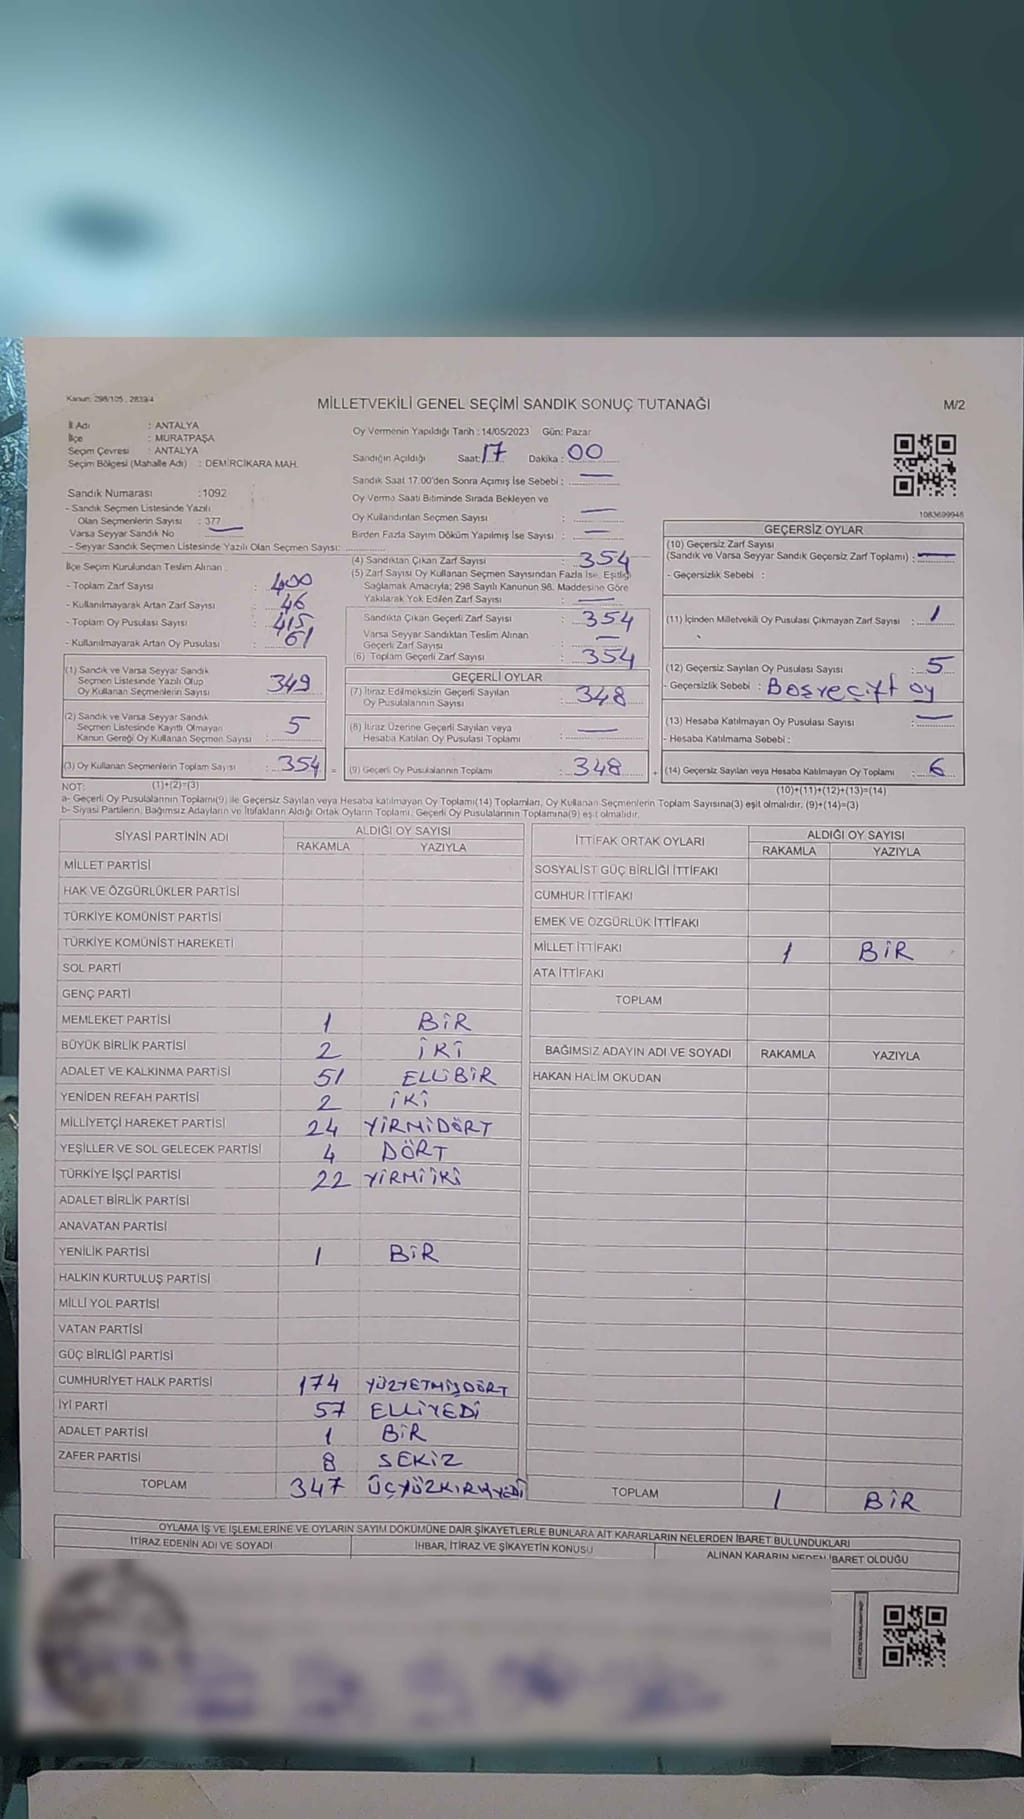 Kanun: 298/105 , 2839/4
MİLLETVEKİLİ GENEL SEÇİMİ SANDIK SONUÇ TUTANAĞI
M/2
İl Adı : ANTALYA
İlçe : MURATPAŞA
Seçim Çevresi : ANTALYA
Seçim Bölgesi (Mahalle Adı) : DEMİRCİKARA MAH.
Sandık Numarası :1092
- Sandık Seçmen Listesinde Yazılı
Olan Seçmenlerin Sayısı : 377
Varsa Seyyar Sandık No
- Seyyar Sandık Seçmen Listesinde Yazılı Olan Seçmen Sayısı:
İlçe Seçim Kurulundan Teslim Alınan :
- Toplam Zarf Sayısı : 400
- Kullanılmayarak Artan Zarf Sayısı : 46
- Toplam Oy Pusulası Sayısı : 415
- Kullanılmayarak Artan Oy Pusulası : 61
(1) Sandık ve Varsa Seyyar Sandık
Seçmen Listesinde Yazılı Olup
Oy Kullanan Seçmenlerin Sayısı : 349
(2) Sandık ve Varsa Seyyar Sandık
Seçmen Listesinde Kayıtlı Olmayan
Kanun Gereği Oy Kullanan Seçmen Sayısı : 5
(3) Oy Kullanan Seçmenlerin Toplam Sayısı : 354
Oy Vermenin Yapıldığı Tarih : 14/05/2023 Gün: Pazar
Sandığın Açıldığı Saat: 17 Dakika : 00
Sandık Saat 17.00'den Sonra Açımış İse Sebebi : —
Oy Verme Saati Bitiminde Sırada Bekleyen ve
Oy Kullandırılan Seçmen Sayısı : —
Birden Fazla Sayım Döküm Yapılmış İse Sayısı : —
(4) Sandıktan Çıkan Zarf Sayısı : 354
(5) Zarf Sayısı Oy Kullanan Seçmen Sayısından Fazla İse, Eşitliği
Sağlamak Amacıyla; 298 Sayılı Kanunun 98. Maddesine Göre
Yakılarak Yok Edilen Zarf Sayısı : —
Sandıkta Çıkan Geçerli Zarf Sayısı : 354
Varsa Seyyar Sandıktan Teslim Alınan
Geçerli Zarf Sayısı : —
(6) Toplam Geçerli Zarf Sayısı : 354
GEÇERLİ OYLAR
(7) İtiraz Edilmeksizin Geçerli Sayılan
Oy Pusulalarının Sayısı : 348
(8) İtiraz Üzerine Geçerli Sayılan veya
Hesaba Katılan Oy Pusulası Toplamı : —
(9) Geçerli Oy Pusulalarının Toplamı : 348
1083699948
GEÇERSİZ OYLAR
(10) Geçersiz Zarf Sayısı
(Sandık ve Varsa Seyyar Sandık Geçersiz Zarf Toplamı) : —
- Geçersizlik Sebebi :
(11) İçinden Milletvekili Oy Pusulası Çıkmayan Zarf Sayısı : 1
(12) Geçersiz Sayılan Oy Pusulası Sayısı : 5
- Geçersizlik Sebebi : Boşveçift oy
(13) Hesaba Katılmayan Oy Pusulası Sayısı : —
- Hesaba Katılmama Sebebi :
(14) Geçersiz Sayılan veya Hesaba Katılmayan Oy Toplamı : 6
NOT: (1)+(2)=(3) (10)+(11)+(12)+(13)=(14)
a- Geçerli Oy Pusulalarının Toplamı(9) ile Geçersiz Sayılan veya Hesaba katılmayan Oy Toplamı(14) Toplamları, Oy Kullanan Seçmenlerin Toplam Sayısına(3) eşit olmalıdır, (9)+(14)=(3)
b- Siyasi Partilerin, Bağımsız Adayların ve İttifakların Aldığı Ortak Oyların Toplamı, Geçerli Oy Pusulalarının Toplamına(9) eşit olmalıdır,
SİYASİ PARTİNİN ADI ALDIĞI OY SAYISI
RAKAMLA YAZIYLA
MİLLET PARTİSİ
HAK VE ÖZGÜRLÜKLER PARTİSİ
TÜRKİYE KOMÜNİST PARTİSİ
TÜRKİYE KOMÜNİST HAREKETİ
SOL PARTİ
GENÇ PARTİ
MEMLEKET PARTİSİ 1 BİR
BÜYÜK BİRLİK PARTİSİ 2 İKİ
ADALET VE KALKINMA PARTİSİ 51 ELLİBİR
YENİDEN REFAH PARTİSİ 2 İKİ
MİLLİYETÇİ HAREKET PARTİSİ 24 YİRMİDÖRT
YEŞİLLER VE SOL GELECEK PARTİSİ 4 DÖRT
TÜRKİYE İŞÇİ PARTİSİ 22 YİRMİİKİ
ADALET BİRLİK PARTİSİ
ANAVATAN PARTİSİ
YENİLİK PARTİSİ 1 BİR
HALKIN KURTULUŞ PARTİSİ
MİLLİ YOL PARTİSİ
VATAN PARTİSİ
GÜÇ BİRLİĞİ PARTİSİ
CUMHURİYET HALK PARTİSİ 174 YÜZYETMİŞDÖRT
İYİ PARTİ 57 ELLİYEDİ
ADALET PARTİSİ 1 BİR
ZAFER PARTİSİ 8 SEKİZ
TOPLAM 347 ÜÇYÜZKIRKYEDİ
İTTİFAK ORTAK OYLARI ALDIĞI OY SAYISI
RAKAMLA YAZIYLA
SOSYALİST GÜÇ BİRLİĞİ İTTİFAKI
CUMHUR İTTİFAKI
EMEK VE ÖZGÜRLÜK İTTİFAKI
MİLLET İTTİFAKI 1 BİR
ATA İTTİFAKI
TOPLAM
BAĞIMSIZ ADAYIN ADI VE SOYADI RAKAMLA YAZIYLA
HAKAN HALİM OKUDAN
TOPLAM 1 BİR
OYLAMA İŞ VE İŞLEMLERİNE VE OYLARIN SAYIM DÖKÜMÜNE DAİR ŞİKAYETLERLE BUNLARA AİT KARARLARIN NELERDEN İBARET BULUNDUKLARI
İTİRAZ EDENİN ADI VE SOYADI İHBAR, İTİRAZ VE ŞİKAYETİN KONUSU ALINAN KARARIN NEDEN İBARET OLDUĞU